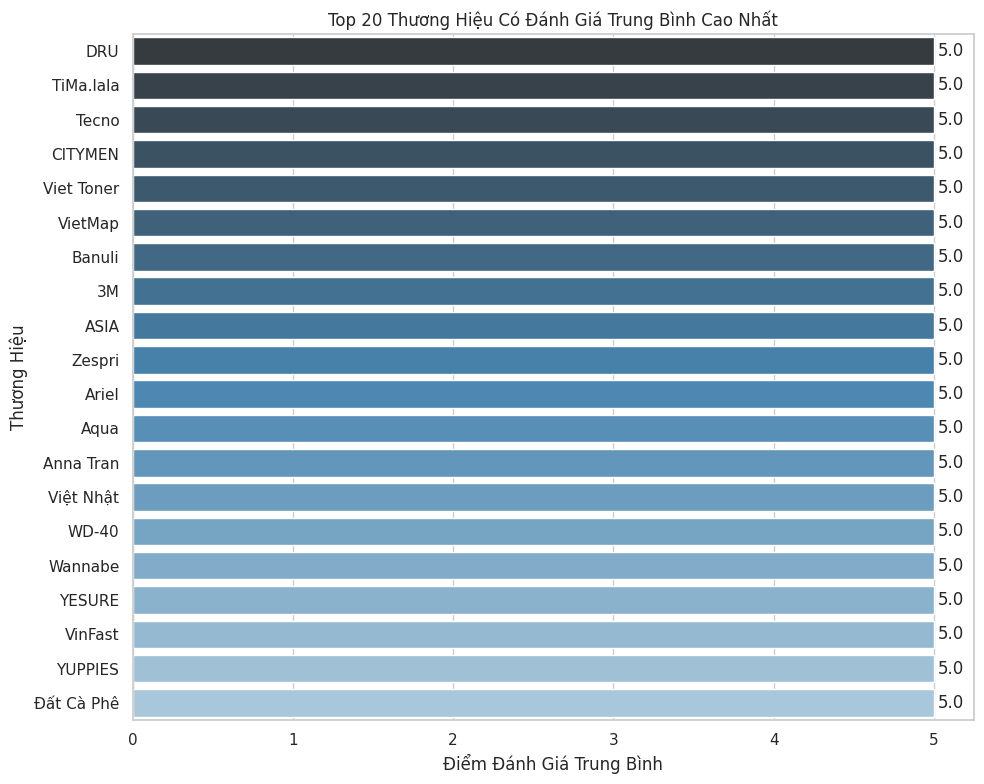 Top 20 Thương Hiệu Có Đánh Giá Trung Bình Cao Nhất
Thương Hiệu
DRU 5.0
TiMa.lala 5.0
Tecno 5.0
CITYMEN 5.0
Viet Toner 5.0
VietMap 5.0
Banuli 5.0
3M 5.0
ASIA 5.0
Zespri 5.0
Ariel 5.0
Aqua 5.0
Anna Tran 5.0
Việt Nhật 5.0
WD-40 5.0
Wannabe 5.0
YESURE 5.0
VinFast 5.0
YUPPIES 5.0
Đất Cà Phê 5.0
0 1 2 3 4 5
Điểm Đánh Giá Trung Bình